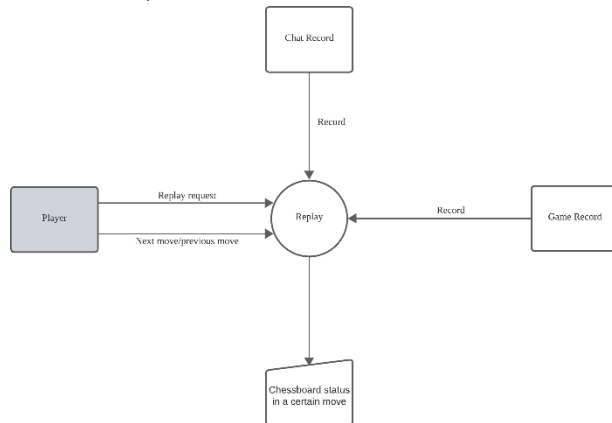 Chat Record
Record
Replay request
Player
Replay
Record
Game Record
Next move/previous move
Chessboard status
in a certain move